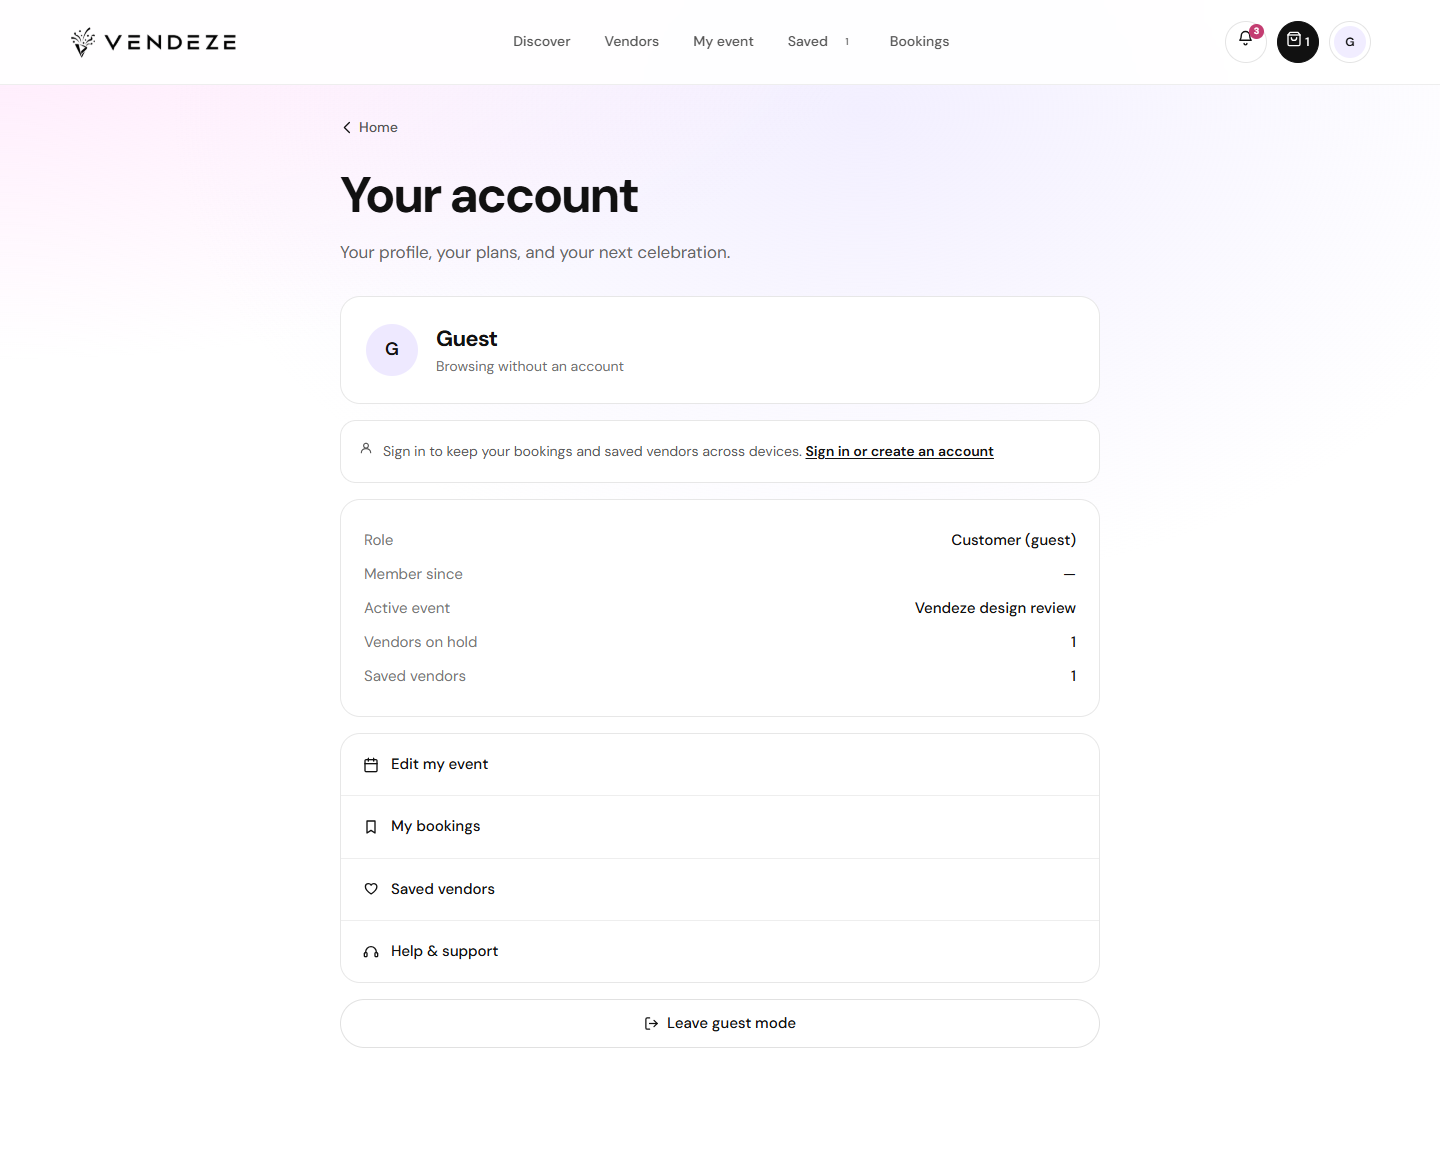 VENDEZE
Discover
Vendors
My event
Saved 1
Bookings
3
1
G
Home
Your account
Your profile, your plans, and your next celebration.
G
Guest
Browsing without an account
Sign in to keep your bookings and saved vendors across devices. Sign in or create an account
Role Customer (guest)
Member since —
Active event Vendeze design review
Vendors on hold 1
Saved vendors 1
Edit my event
My bookings
Saved vendors
Help & support
Leave guest mode